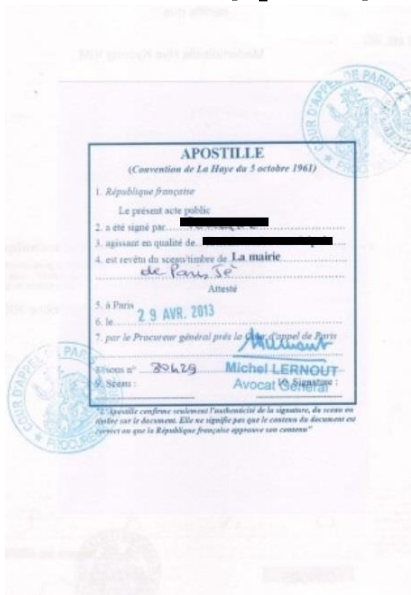 COUR D'APPEL DE PARIS
APOSTILLE
(Convention de La Haye du 5 octobre 1961)
1. République française
Le présent acte public
2. a été signé par
3. agissant en qualité de
4. est revêtu du sceau/timbre de La mairie
de Paris
Attesté
5. à Paris
6. le 29 AVR. 2013
7. par le Procureur général près la Cour d'appel de Paris
8. sous n° 30429
Michel LERNOUT
9. Sceau :
Avocat Général
10. Signature :
"L'Apostille confirme seulement l'authenticité de la signature, du sceau ou
timbre sur le document. Elle ne signifie pas que le contenu du document est
correct ou que la République française approuve son contenu"
COUR D'APPEL PARIS